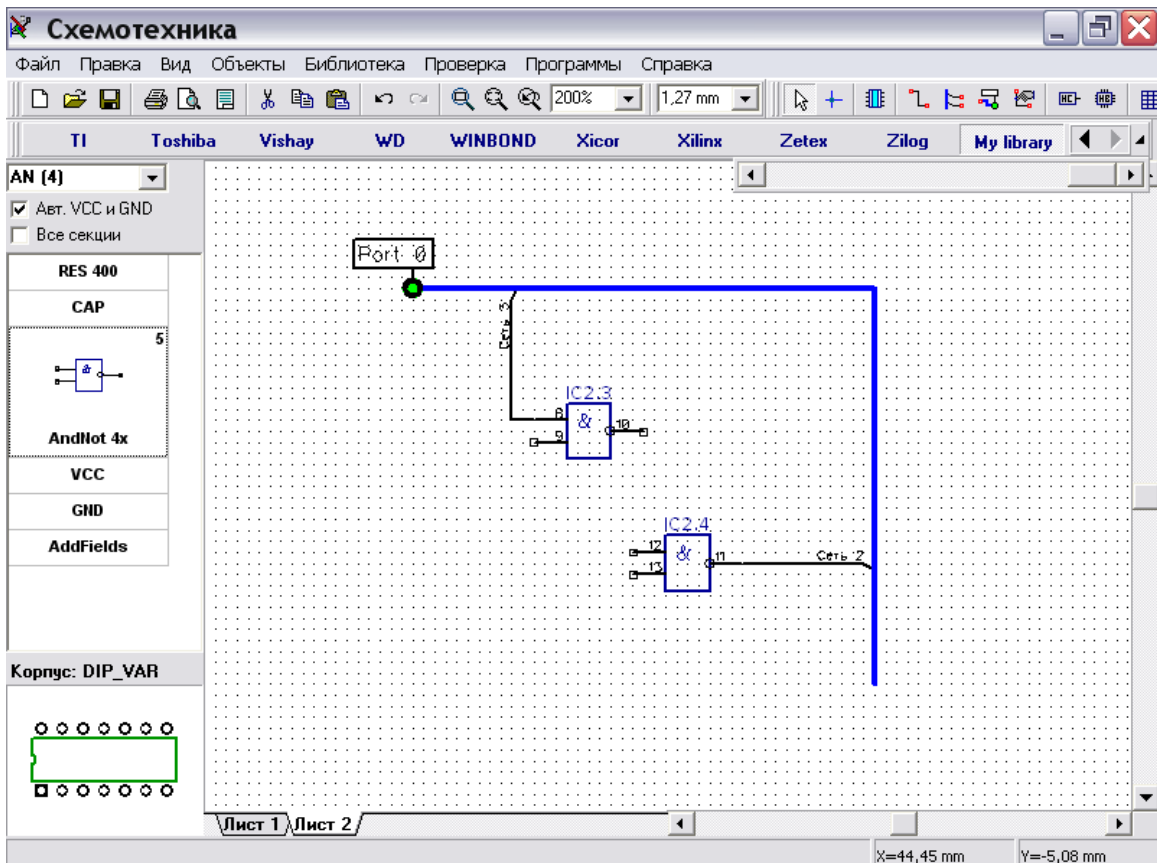 Схемотехника
Файл Правка Вид Объекты Библиотека Проверка Программы Справка
200% 1,27 mm
TI Toshiba Vishay WD WINBOND Xicor Xilinx Zetex Zilog My library
AN (4)
Авт. VCC и GND
Все секции
RES 400
CAP
5
&
AndNot 4x
VCC
GND
AddFields
Корпус: DIP_VAR
Port 0
IC2.3
8
&
9
10
IC2.4
12
&
13
11
Сеть 2
Лист 1 Лист 2
X=44,45 mm Y=-5,08 mm